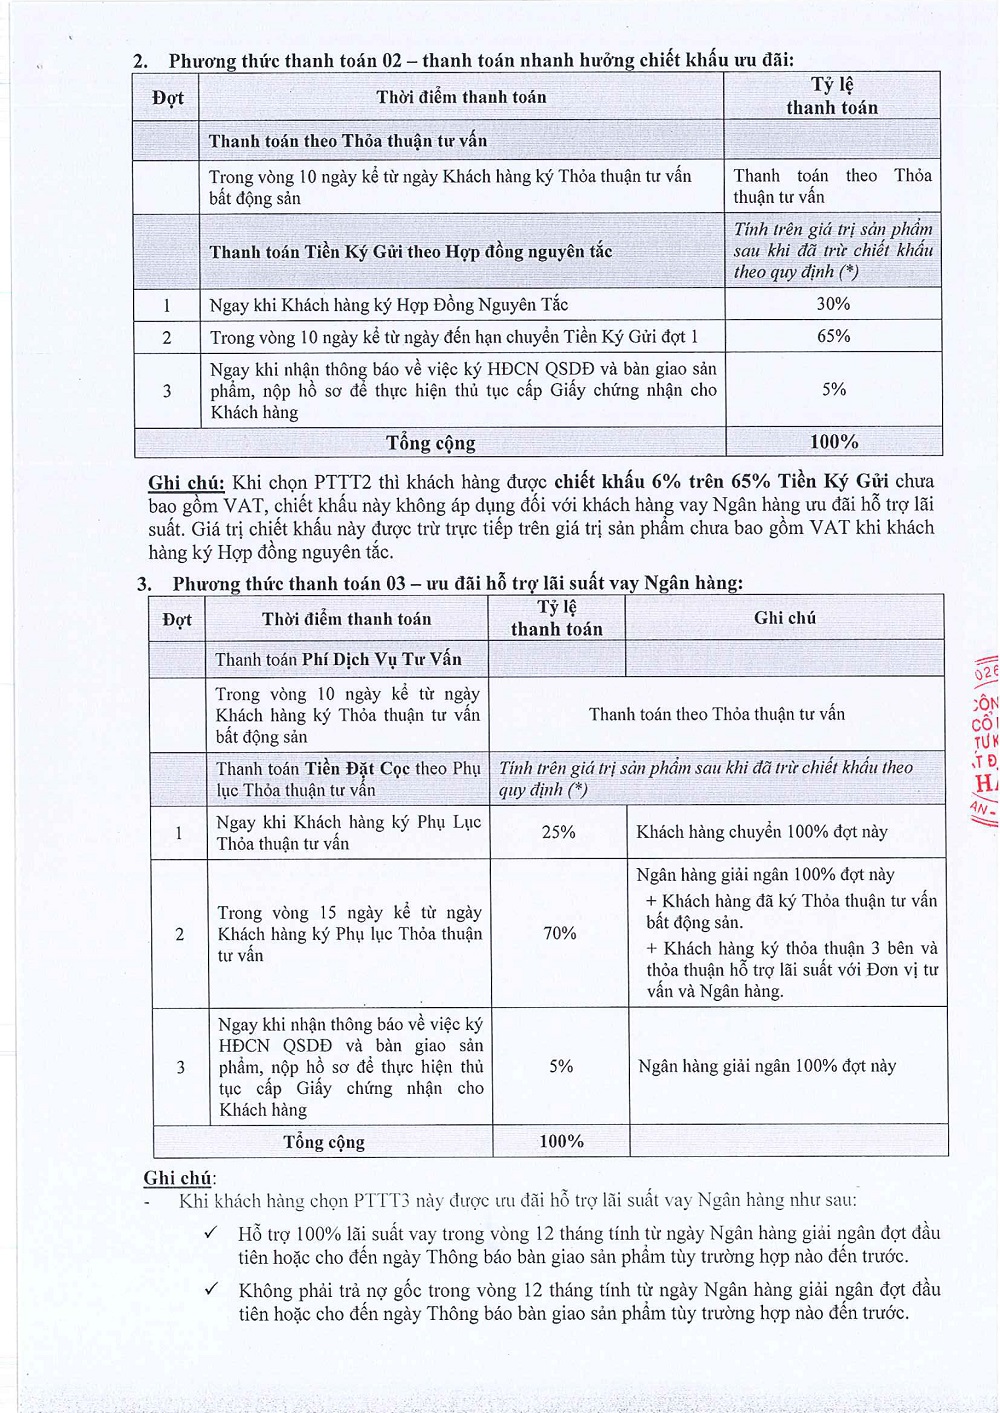 2. Phương thức thanh toán 02 – thanh toán nhanh hưởng chiết khấu ưu đãi:
Đợt
Thời điểm thanh toán
Tỷ lệ
thanh toán
Thanh toán theo Thỏa thuận tư vấn
Trong vòng 10 ngày kể từ ngày Khách hàng ký Thỏa thuận tư vấn
bất động sản
Thanh toán theo Thỏa
thuận tư vấn
Thanh toán Tiền Ký Gửi theo Hợp đồng nguyên tắc
Tính trên giá trị sản phẩm
sau khi đã trừ chiết khấu
theo quy định (*)
1
Ngay khi Khách hàng ký Hợp Đồng Nguyên Tắc
30%
2
Trong vòng 10 ngày kể từ ngày đến hạn chuyển Tiền Ký Gửi đợt 1
65%
3
Ngay khi nhận thông báo về việc ký HĐCN QSDĐ và bàn giao sản
phẩm, nộp hồ sơ để thực hiện thủ tục cấp Giấy chứng nhận cho
Khách hàng
5%
Tổng cộng
100%
Ghi chú: Khi chọn PTTT2 thì khách hàng được chiết khấu 6% trên 65% Tiền Ký Gửi chưa
bao gồm VAT, chiết khấu này không áp dụng đối với khách hàng vay Ngân hàng ưu đãi hỗ trợ lãi
suất. Giá trị chiết khấu này được trừ trực tiếp trên giá trị sản phẩm chưa bao gồm VAT khi khách
hàng ký Hợp đồng nguyên tắc.
3. Phương thức thanh toán 03 – ưu đãi hỗ trợ lãi suất vay Ngân hàng:
Đợt
Thời điểm thanh toán
Tỷ lệ
thanh toán
Ghi chú
Thanh toán Phí Dịch Vụ Tư Vấn
Trong vòng 10 ngày kể từ ngày
Khách hàng ký Thỏa thuận tư vấn
bất động sản
Thanh toán theo Thỏa thuận tư vấn
Thanh toán Tiền Đặt Cọc theo Phụ
lục Thỏa thuận tư vấn
Tính trên giá trị sản phẩm sau khi đã trừ chiết khấu theo
quy định (*)
1
Ngay khi Khách hàng ký Phụ Lục
Thỏa thuận tư vấn
25%
Khách hàng chuyển 100% đợt này
2
Trong vòng 15 ngày kể từ ngày
Khách hàng ký Phụ lục Thỏa thuận
tư vấn
70%
Ngân hàng giải ngân 100% đợt này
+ Khách hàng đã ký Thỏa thuận tư vấn
bất động sản.
+ Khách hàng ký thỏa thuận 3 bên và
thỏa thuận hỗ trợ lãi suất với Đơn vị tư
vấn và Ngân hàng.
3
Ngay khi nhận thông báo về việc ký
HĐCN QSDĐ và bàn giao sản
phẩm, nộp hồ sơ để thực hiện thủ
tục cấp Giấy chứng nhận cho
Khách hàng
5%
Ngân hàng giải ngân 100% đợt này
Tổng cộng
100%
Ghi chú:
- Khi khách hàng chọn PTTT3 này được ưu đãi hỗ trợ lãi suất vay Ngân hàng như sau:
✓ Hỗ trợ 100% lãi suất vay trong vòng 12 tháng tính từ ngày Ngân hàng giải ngân đợt đầu
tiên hoặc cho đến ngày Thông báo bàn giao sản phẩm tùy trường hợp nào đến trước.
✓ Không phải trả nợ gốc trong vòng 12 tháng tính từ ngày Ngân hàng giải ngân đợt đầu
tiên hoặc cho đến ngày Thông báo bàn giao sản phẩm tùy trường hợp nào đến trước.